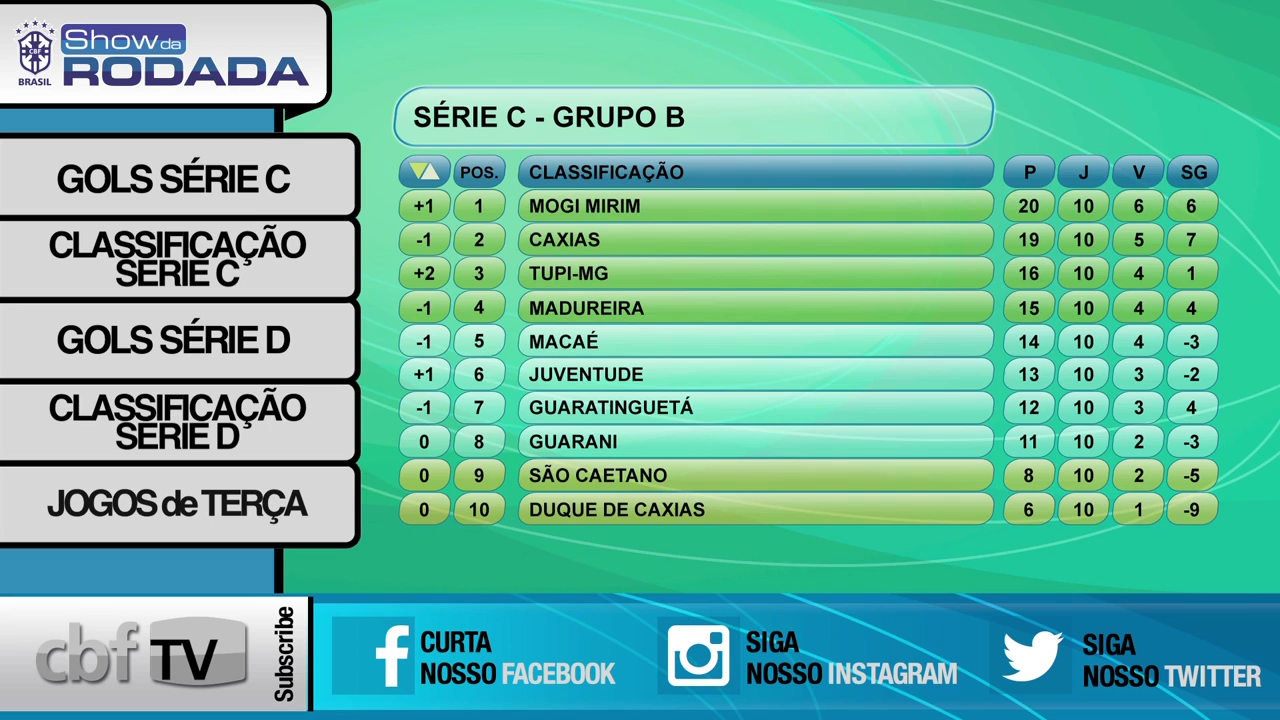 CBF
BRASIL
Show da
RODADA
GOLS SÉRIE C
CLASSIFICAÇÃO
SÉRIE C
GOLS SÉRIE D
CLASSIFICAÇÃO
SÉRIE D
JOGOS de TERÇA
SÉRIE C - GRUPO B
POS. CLASSIFICAÇÃO P J V SG
+1 1 MOGI MIRIM 20 10 6 6
-1 2 CAXIAS 19 10 5 7
+2 3 TUPI-MG 16 10 4 1
-1 4 MADUREIRA 15 10 4 4
-1 5 MACAÉ 14 10 4 -3
+1 6 JUVENTUDE 13 10 3 -2
-1 7 GUARATINGUETÁ 12 10 3 4
0 8 GUARANI 11 10 2 -3
0 9 SÃO CAETANO 8 10 2 -5
0 10 DUQUE DE CAXIAS 6 10 1 -9
cbf TV
Subscribe
CURTA
NOSSO FACEBOOK
SIGA
NOSSO INSTAGRAM
SIGA
NOSSO TWITTER